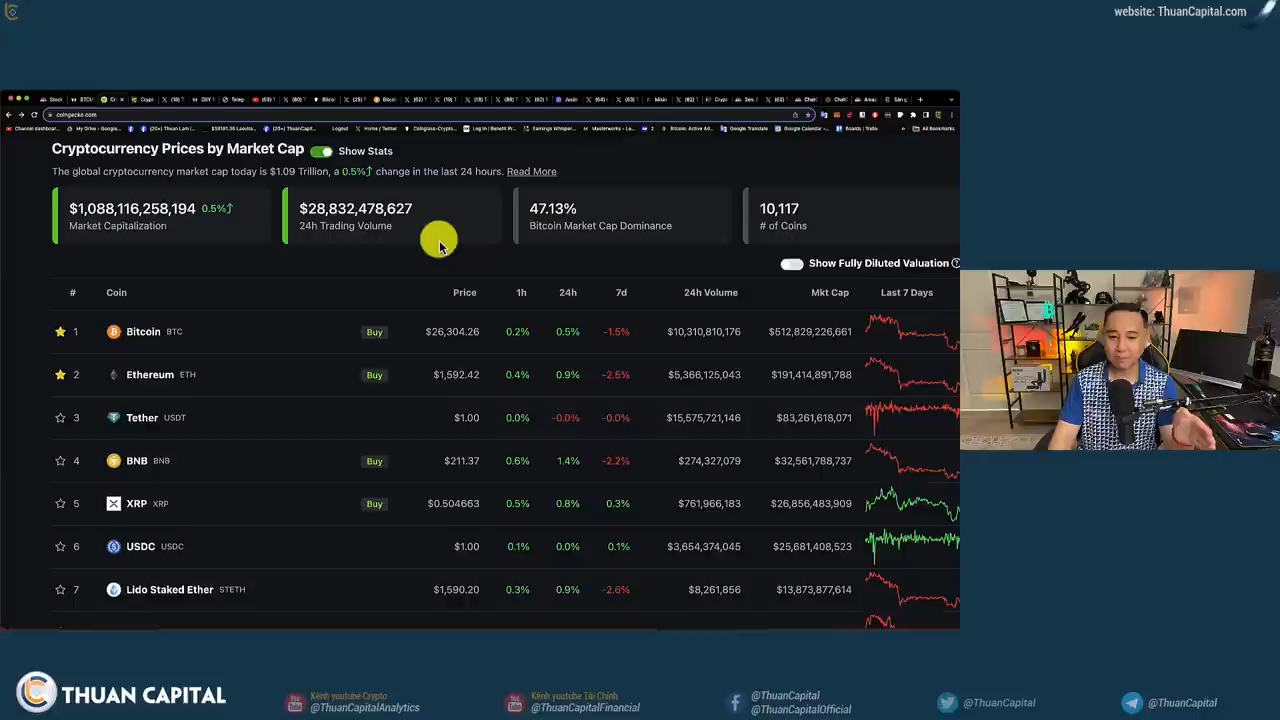 website: ThuanCapital.com
coingecko.com
Cryptocurrency Prices by Market Cap Show Stats
The global cryptocurrency market cap today is $1.09 Trillion, a 0.5% change in the last 24 hours. Read More
$1,088,116,258,194 0.5%
Market Capitalization
$28,832,478,627
24h Trading Volume
47.13%
Bitcoin Market Cap Dominance
10,117
# of Coins
Show Fully Diluted Valuation
# Coin Price 1h 24h 7d 24h Volume Mkt Cap Last 7 Days
1 Bitcoin BTC Buy $26,304.26 0.2% 0.5% -1.5% $10,310,810,176 $512,829,226,661
2 Ethereum ETH Buy $1,592.42 0.4% 0.9% -2.5% $5,366,125,043 $191,414,891,788
3 Tether USDT $1.00 0.0% -0.0% -0.0% $15,575,721,146 $83,261,618,071
4 BNB BNB Buy $211.37 0.6% 1.4% -2.2% $274,327,079 $32,561,788,737
5 XRP XRP Buy $0.504663 0.5% 0.8% 0.3% $761,966,183 $26,856,483,909
6 USDC USDC $1.00 0.1% 0.0% 0.1% $3,654,374,045 $25,681,408,523
7 Lido Staked Ether STETH $1,590.20 0.3% 0.9% -2.6% $8,261,856 $13,873,877,614
THUAN CAPITAL
Kênh youtube Crypto
@ThuanCapitalAnalytics
Kênh youtube Tài Chính
@ThuanCapitalFinancial
@ThuanCapital
@ThuanCapitalOfficial
@ThuanCapital
@ThuanCapital